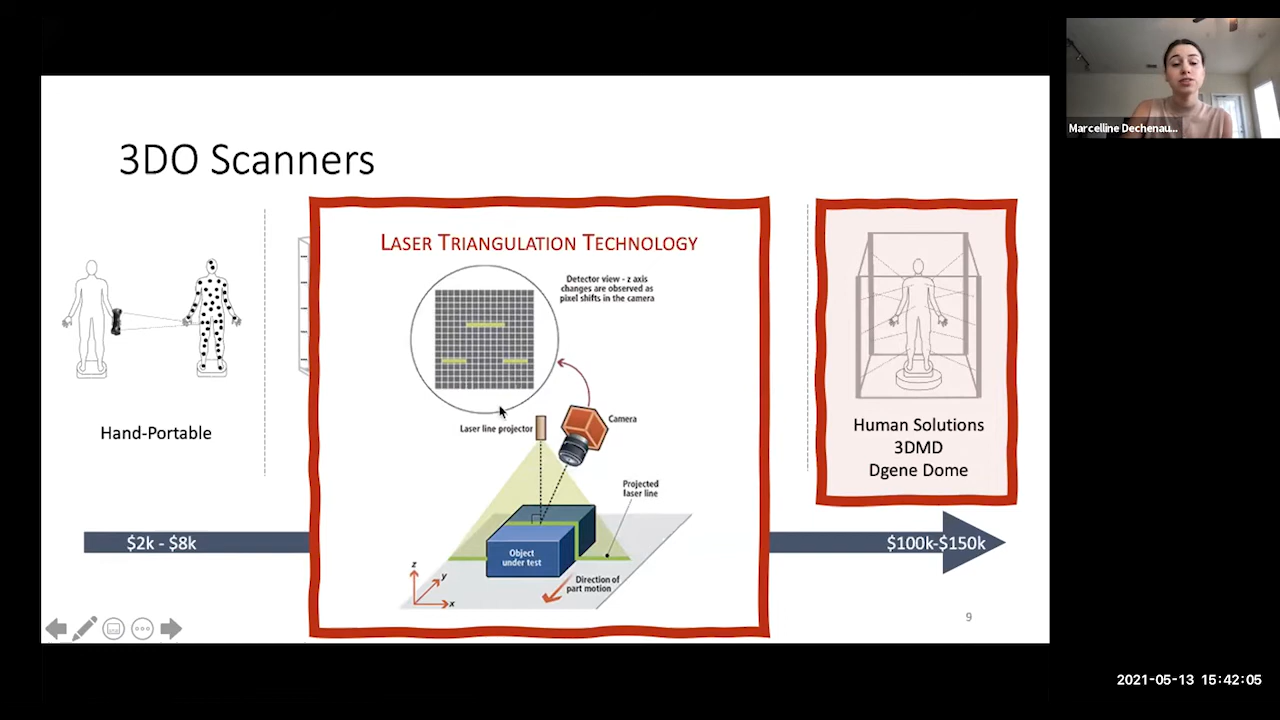 Marcelline Dechenau...
3DO Scanners
LASER TRIANGULATION TECHNOLOGY
Detector view - z axis
changes are observed as
pixel shifts in the camera
Camera
Laser line projector
Projected
laser line
Object
under test
Direction of
part motion
z
y
x
Hand-Portable
Human Solutions
3DMD
Dgene Dome
$2k - $8k
$100k-$150k
9
2021-05-13 15:42:05